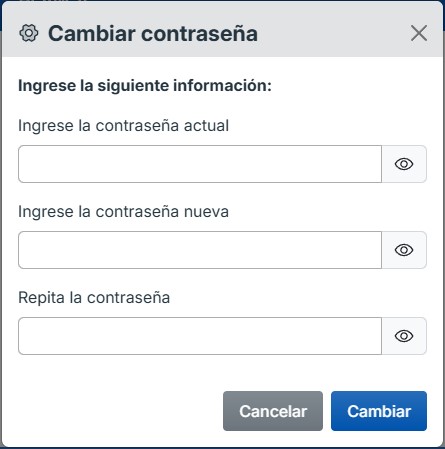 Cambiar contraseña
Ingrese la siguiente información:
Ingrese la contraseña actual
Ingrese la contraseña nueva
Repita la contraseña
Cancelar
Cambiar